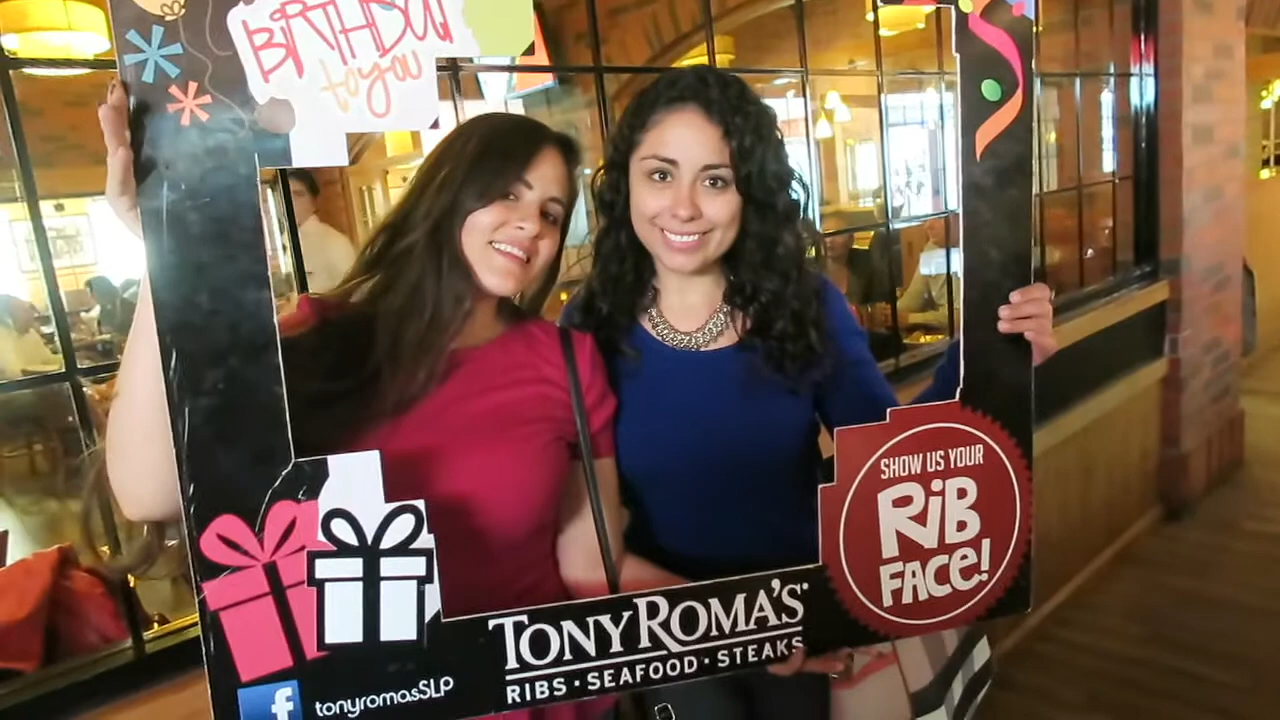 BiRTHDAY
to you
SHOW US YOUR
RiB
FACe!
TONY ROMA'S®
RIBS · SEAFOOD · STEAKS
f tonyromasSLP